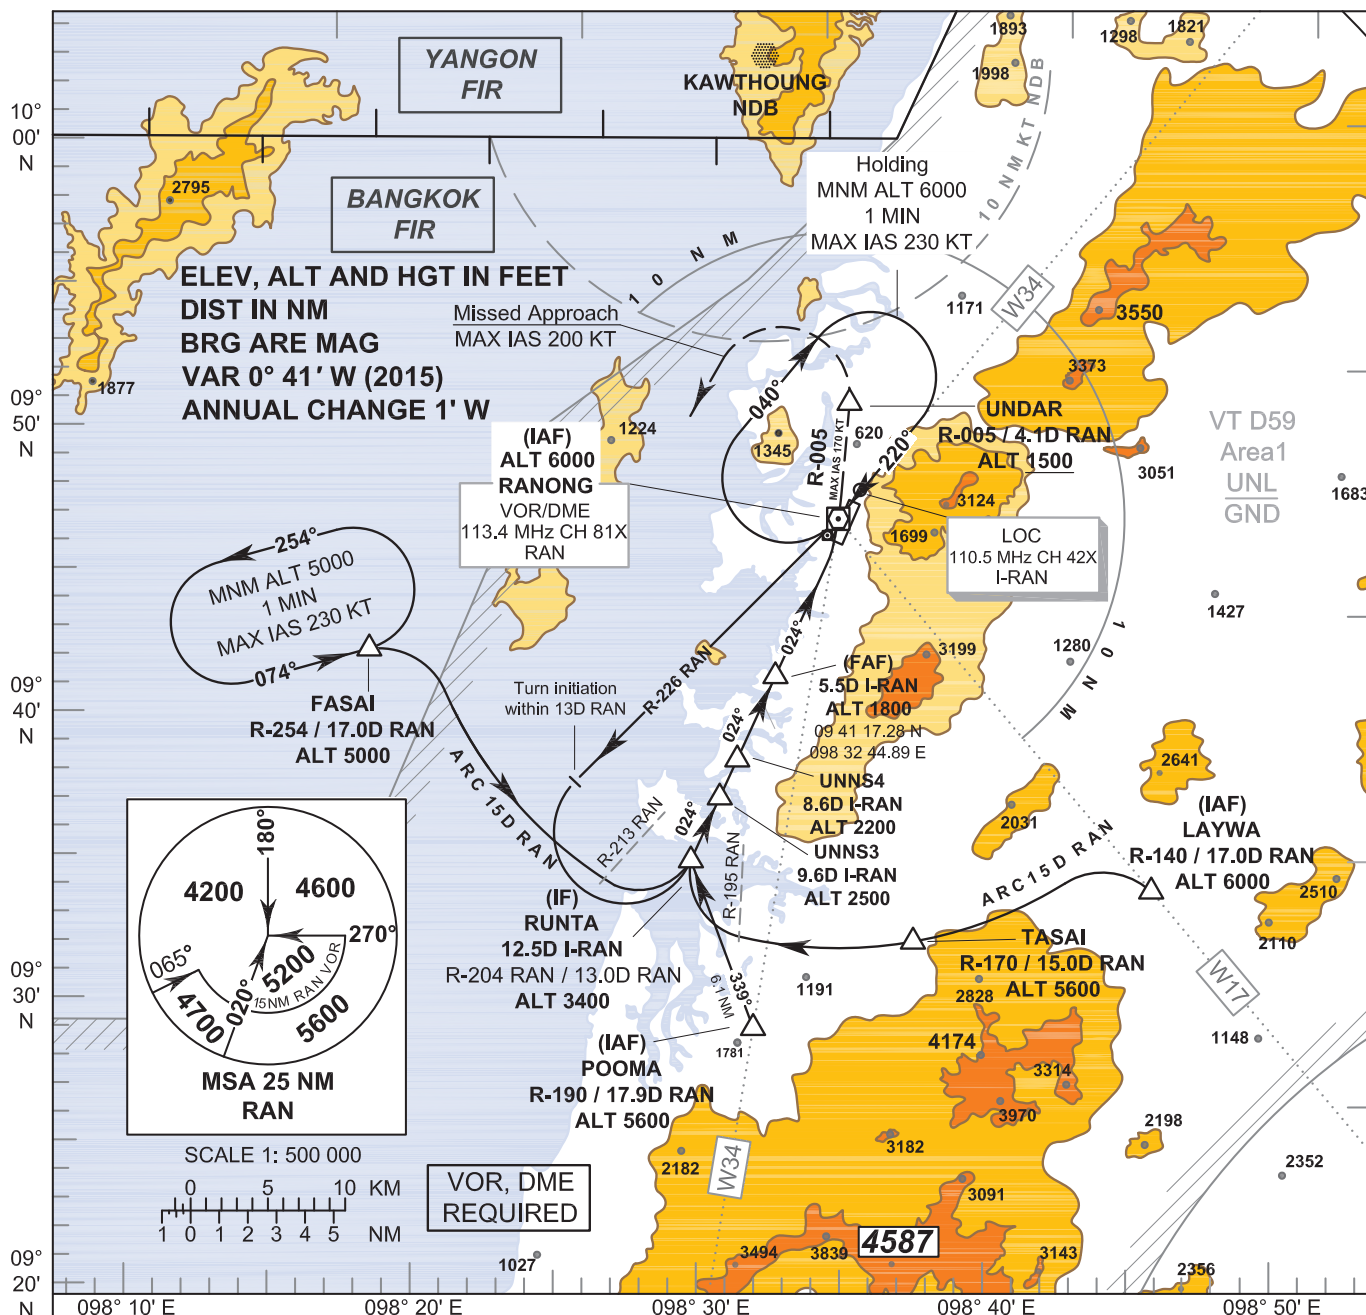 YANGON
FIR
KAWTHOUNG
NDB
1893
1998
1298
1821
10°
00'
N
2795
BANGKOK
FIR
Holding
MNM ALT 6000
1 MIN
MAX IAS 230 KT
10 NM KT NDB
10 NM
W34
ELEV, ALT AND HGT IN FEET
DIST IN NM
BRG ARE MAG
VAR 0° 41' W (2015)
ANNUAL CHANGE 1' W
Missed Approach
MAX IAS 200 KT
1171
3550
3373
1877
09°
50'
N
040°
R-005
MAX IAS 170 KT
620
220°
1345
1224
UNDAR
R-005 / 4.1D RAN
ALT 1500
3051
VT D59
Area1
UNL
GND
1683
(IAF)
ALT 6000
RANONG
VOR/DME
113.4 MHz CH 81X
RAN
3124
1699
LOC
110.5 MHz CH 42X
I-RAN
254°
MNM ALT 5000
1 MIN
MAX IAS 230 KT
074°
1427
1280
10 NM
024°
3199
R-226 RAN
(FAF)
5.5D I-RAN
ALT 1800
09 41 17.28 N
098 32 44.89 E
09°
40'
N
FASAI
R-254 / 17.0D RAN
ALT 5000
Turn initiation
within 13D RAN
024°
ARC 15D RAN
UNNS4
8.6D I-RAN
ALT 2200
UNNS3
9.6D I-RAN
ALT 2500
2641
2031
024°
R-213 RAN
R-195 RAN
(IAF)
LAYWA
R-140 / 17.0D RAN
ALT 6000
ARC 15D RAN
2510
2110
180°
4200
4600
270°
065°
5200
15 NM RAN VOR
020°
4700
5600
MSA 25 NM
RAN
(IF)
RUNTA
12.5D I-RAN
R-204 RAN / 13.0D RAN
ALT 3400
TASAI
R-170 / 15.0D RAN
ALT 5600
09°
30'
N
1191
2828
W17
339°
6.1 NM
1148
4174
1781
(IAF)
POOMA
R-190 / 17.9D RAN
ALT 5600
3314
3970
2198
3182
2182
2352
W34
3091
SCALE 1: 500 000
0 5 10 KM
1 0 1 2 3 4 5 NM
VOR, DME
REQUIRED
4587
3494
3839
3143
1027
2356
09°
20'
N
098° 10' E
098° 20' E
098° 30' E
098° 40' E
098° 50' E